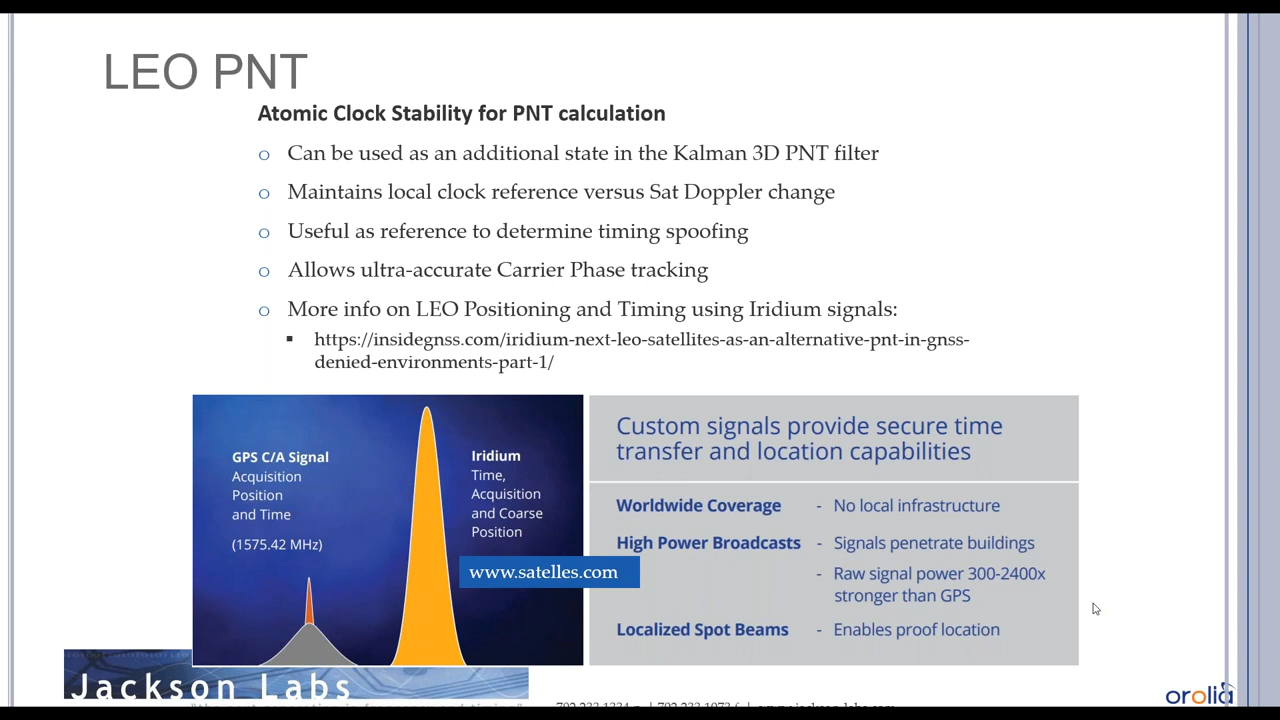 LEO PNT
Atomic Clock Stability for PNT calculation
Can be used as an additional state in the Kalman 3D PNT filter
Maintains local clock reference versus Sat Doppler change
Useful as reference to determine timing spoofing
Allows ultra-accurate Carrier Phase tracking
More info on LEO Positioning and Timing using Iridium signals:
https://insidegnss.com/iridium-next-leo-satellites-as-an-alternative-pnt-in-gnss-
denied-environments-part-1/
GPS C/A Signal
Acquisition
Position
and Time
(1575.42 MHz)
Iridium
Time,
Acquisition
and Coarse
Position
www.satelles.com
Custom signals provide secure time
transfer and location capabilities
Worldwide Coverage - No local infrastructure
High Power Broadcasts - Signals penetrate buildings
- Raw signal power 300-2400x
stronger than GPS
Localized Spot Beams - Enables proof location
Jackson Labs
orolia